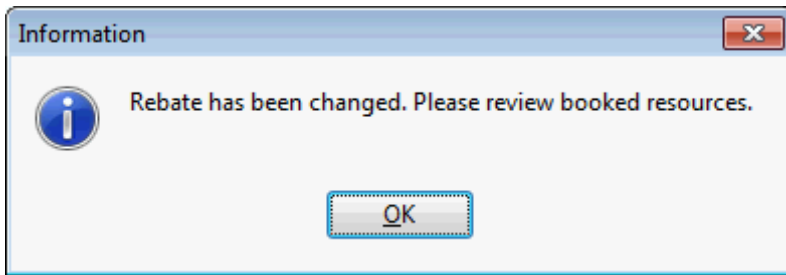 Information
Rebate has been changed. Please review booked resources.
OK